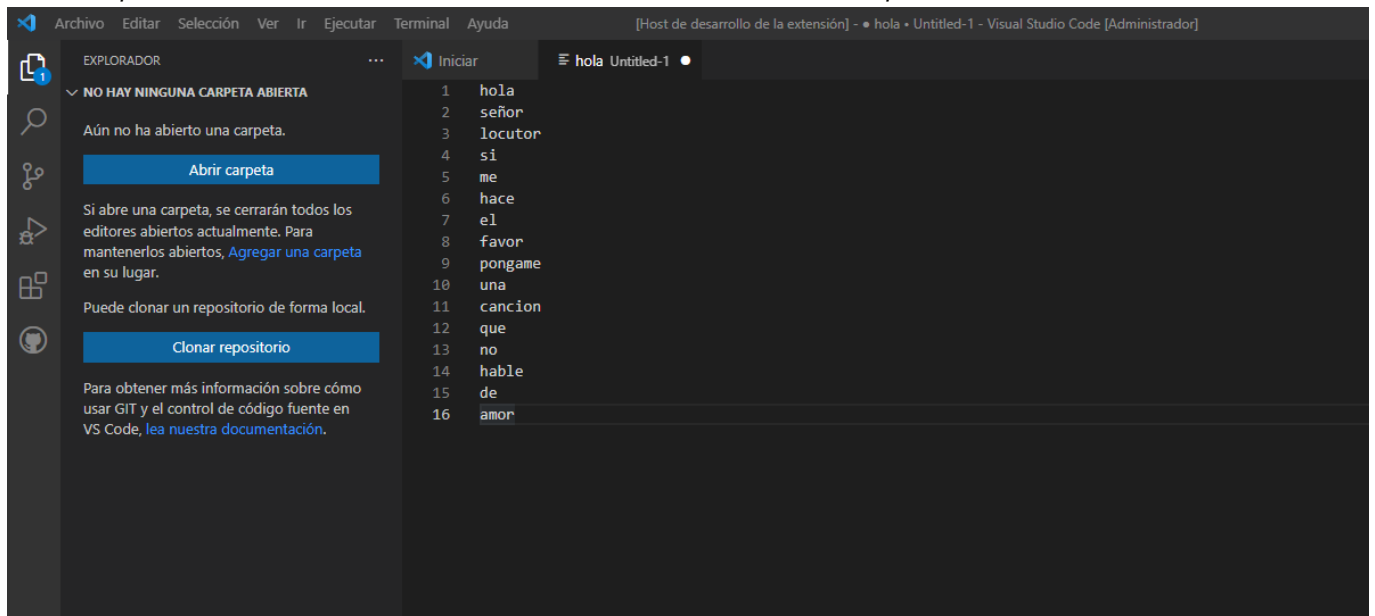 Archivo Editar Selección Ver Ir Ejecutar Terminal Ayuda [Host de desarrollo de la extensión] - ● hola • Untitled-1 - Visual Studio Code [Administrador]
EXPLORADOR ···
Iniciar
hola Untitled-1 ●
1
NO HAY NINGUNA CARPETA ABIERTA
Aún no ha abierto una carpeta.
Abrir carpeta
Si abre una carpeta, se cerrarán todos los
editores abiertos actualmente. Para
mantenerlos abiertos, Agregar una carpeta
en su lugar.
Puede clonar un repositorio de forma local.
Clonar repositorio
Para obtener más información sobre cómo
usar GIT y el control de código fuente en
VS Code, lea nuestra documentación.
1 hola
2 señor
3 locutor
4 si
5 me
6 hace
7 el
8 favor
9 pongame
10 una
11 cancion
12 que
13 no
14 hable
15 de
16 amor